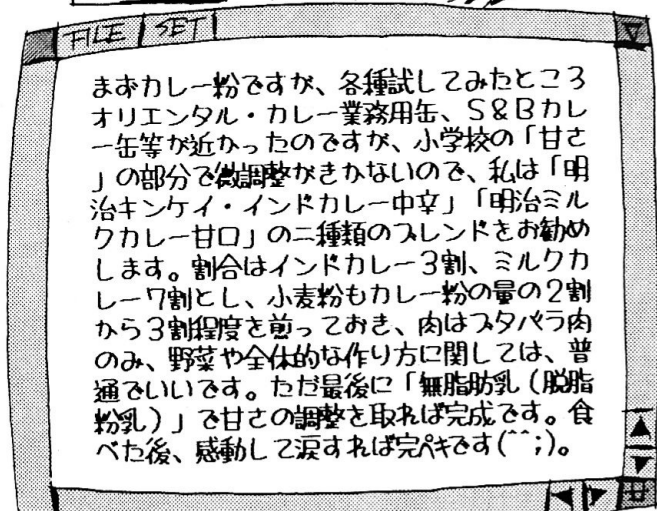 FILE SET
まずカレー粉ですが、各種試してみたところ
オリエンタル・カレー業務用缶、S&Bカレ
ー缶等が近かったのですが、小学校の「甘さ
」の部分で微調整がきかないので、私は「明
治キンケイ・インドカレー中辛」「明治ミル
クカレー甘口」の二種類のブレンドをお勧め
します。割合はインドカレー3割、ミルクカ
レー7割とし、小麦粉もカレー粉の量の2割
から3割程度を煎っておき、肉はブタバラ肉
のみ、野菜や全体的な作り方に関しては、普
通でいいです。ただ最後に「無脂肪乳(脱脂
粉乳)」で甘さの調整を取れば完成です。食
べた後、感動して涙すれば完ペキです(^^;)。